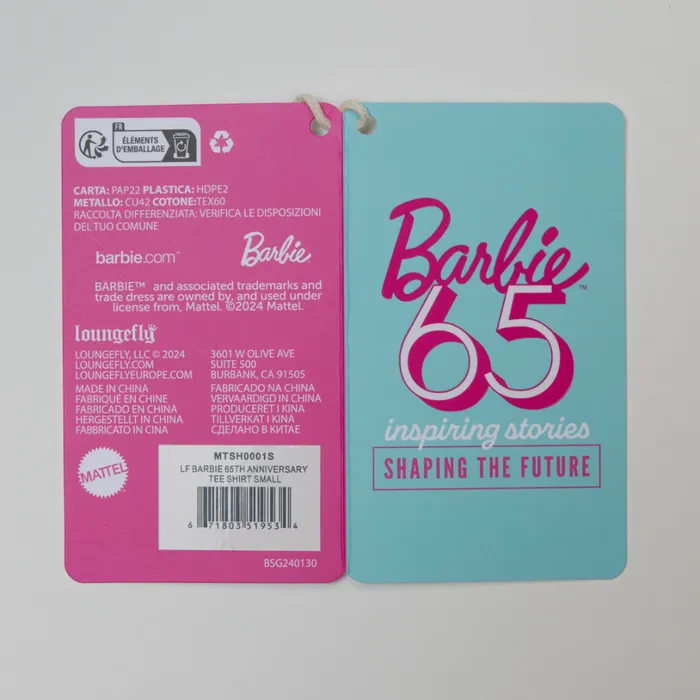 FR
ÉLÉMENTS
D'EMBALLAGE
CARTA: PAP22 PLASTICA: HDPE2
METALLO: CU42 COTONE:TEX60
RACCOLTA DIFFERENZIATA: VERIFICA LE DISPOSIZIONI
DEL TUO COMUNE
barbie.com™
Barbie
BARBIE™ and associated trademarks and
trade dress are owned by, and used under
license from, Mattel. ©2024 Mattel.
loungefly
LOUNGEFLY, LLC © 2024
LOUNGEFLY.COM
LOUNGEFLYEUROPE.COM
3601 W OLIVE AVE
SUITE 500
BURBANK, CA 91505
MADE IN CHINA
FABRIQUÉ EN CHINE
FABRICADO EN CHINA
HERGESTELLT IN CHINA
FABBRICATO IN CINA
FABRICADO NA CHINA
VERVAARDIGD IN CHINA
PRODUCERET I KINA
TILLVERKAT I KINA
СДЕЛАНО В КИТАЕ
MATTEL
MTSH0001S
LF BARBIE 65TH ANNIVERSARY
TEE SHIRT SMALL
6 71803 51953 4
BSG240130
Barbie™
65
inspiring stories
SHAPING THE FUTURE